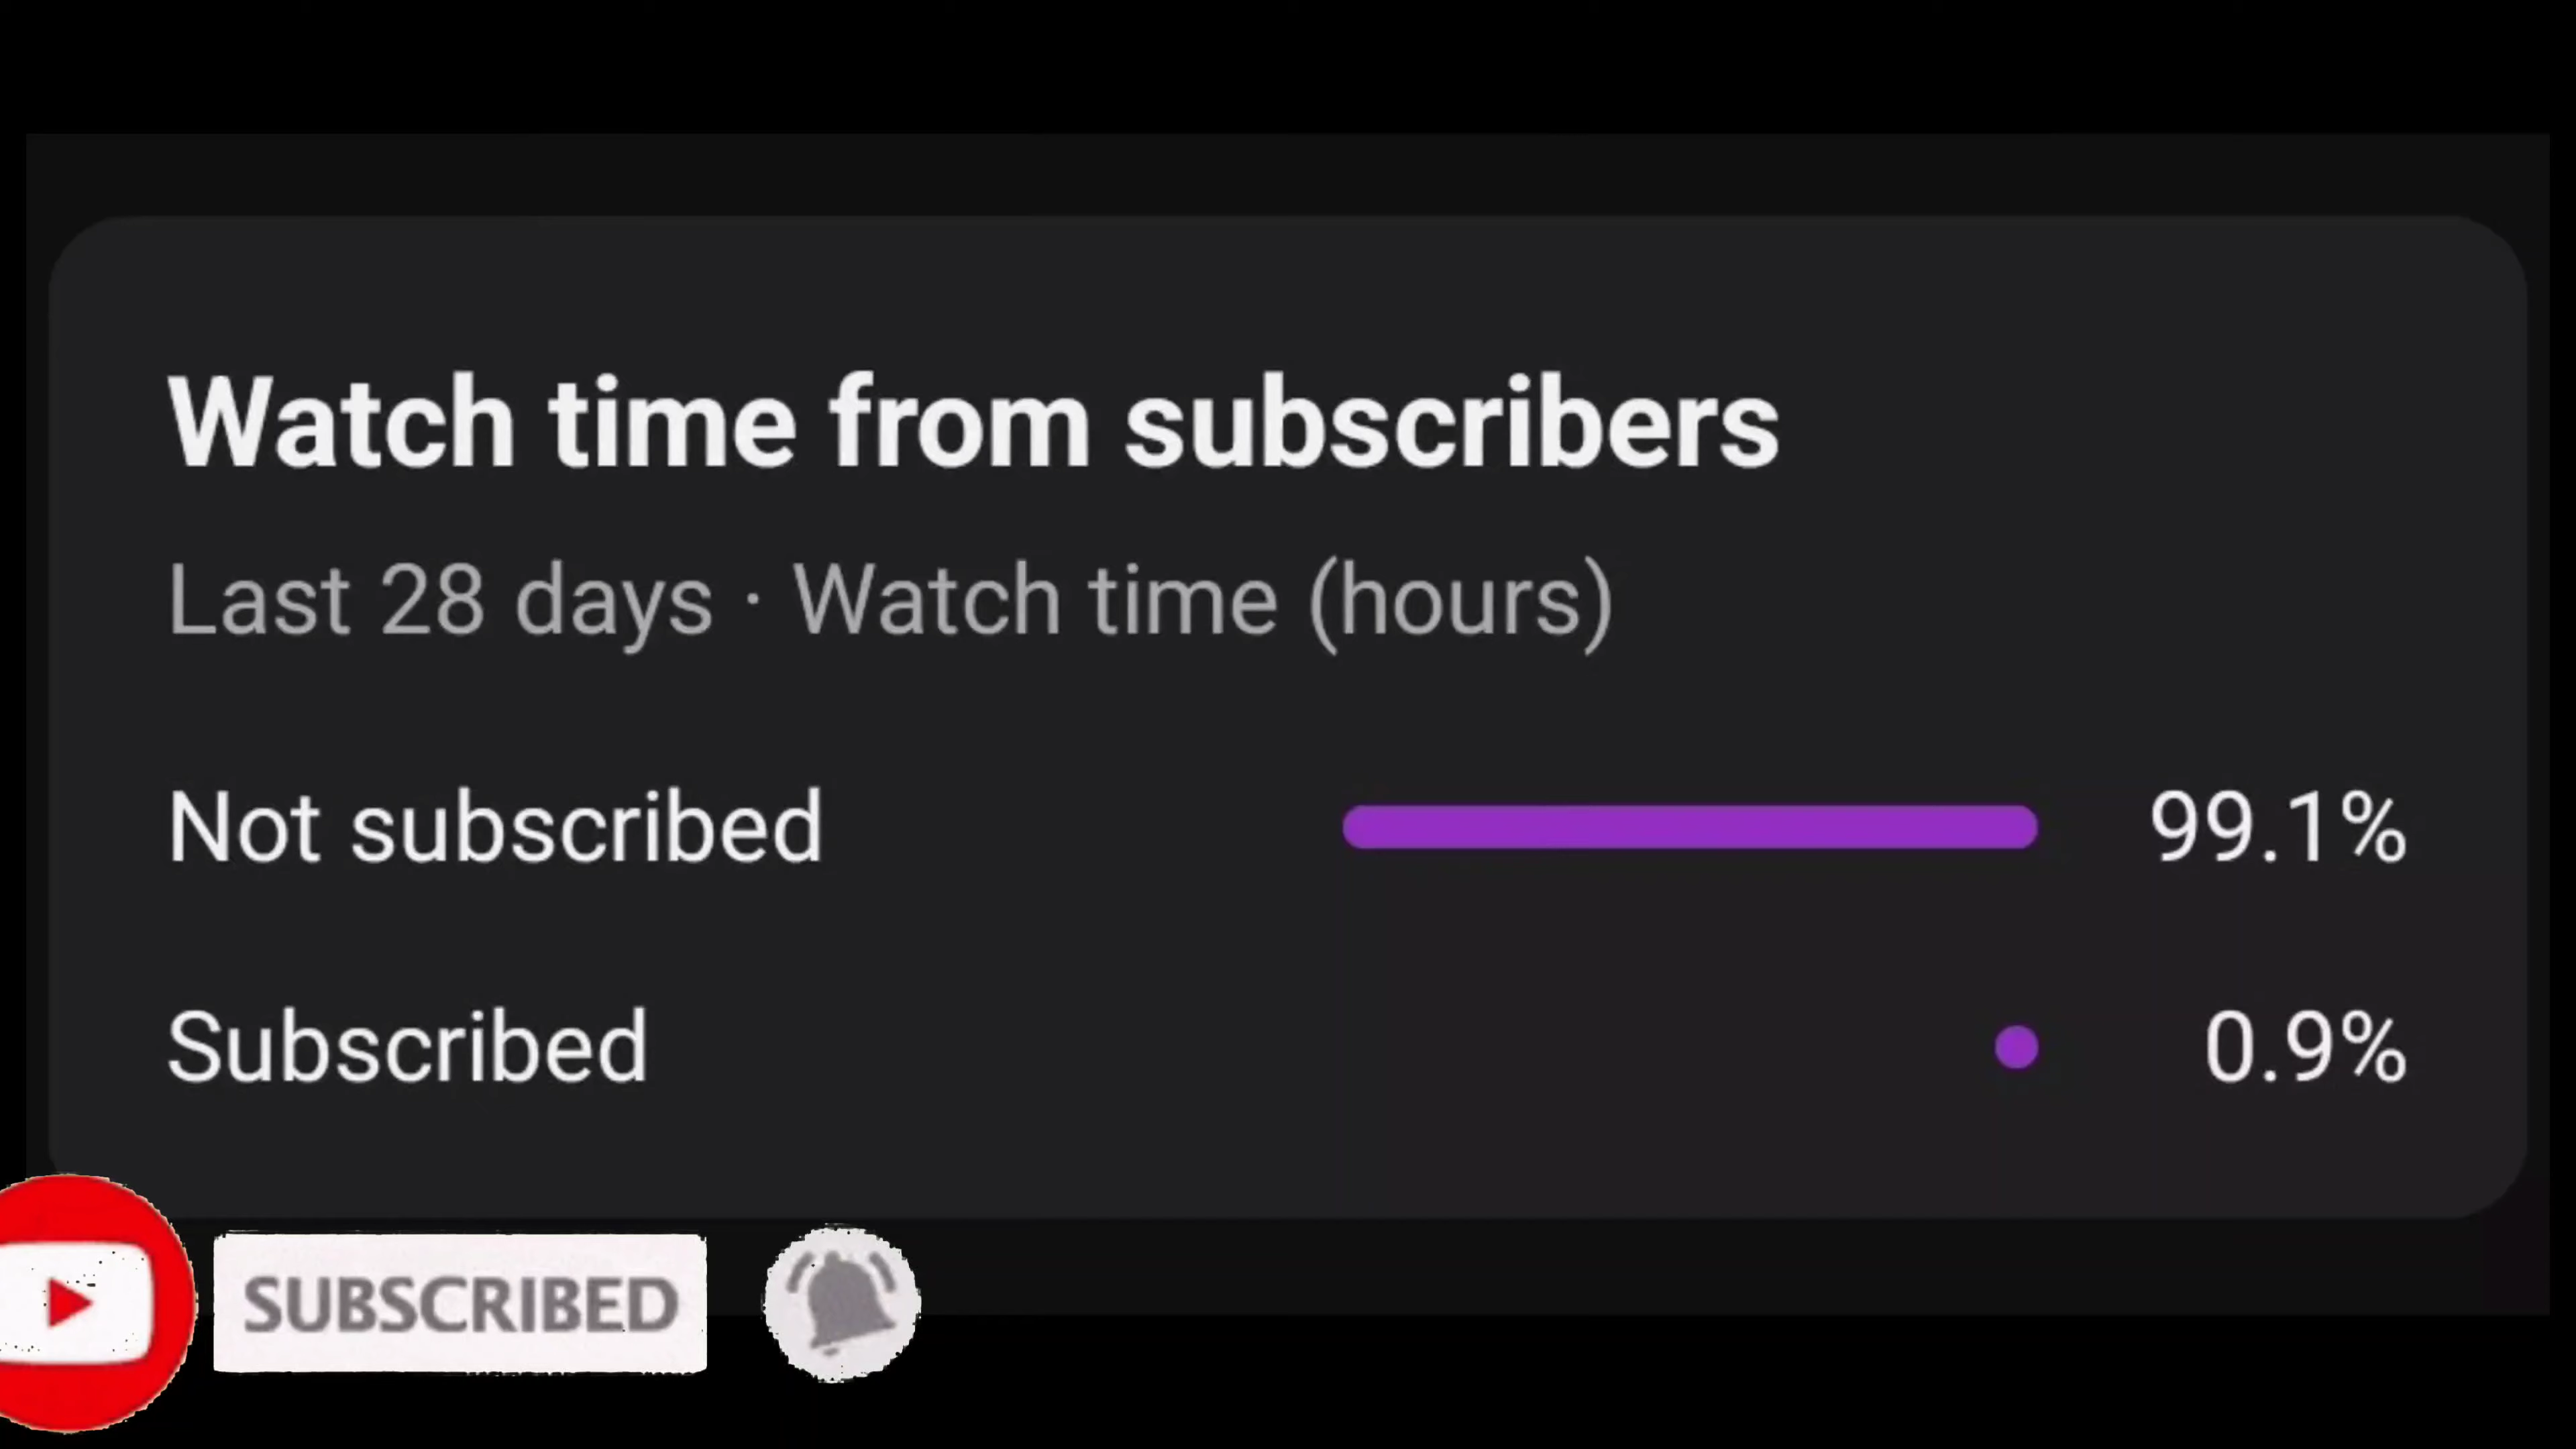 Watch time from subscribers
Last 28 days · Watch time (hours)
Not subscribed 99.1%
Subscribed 0.9%
SUBSCRIBED